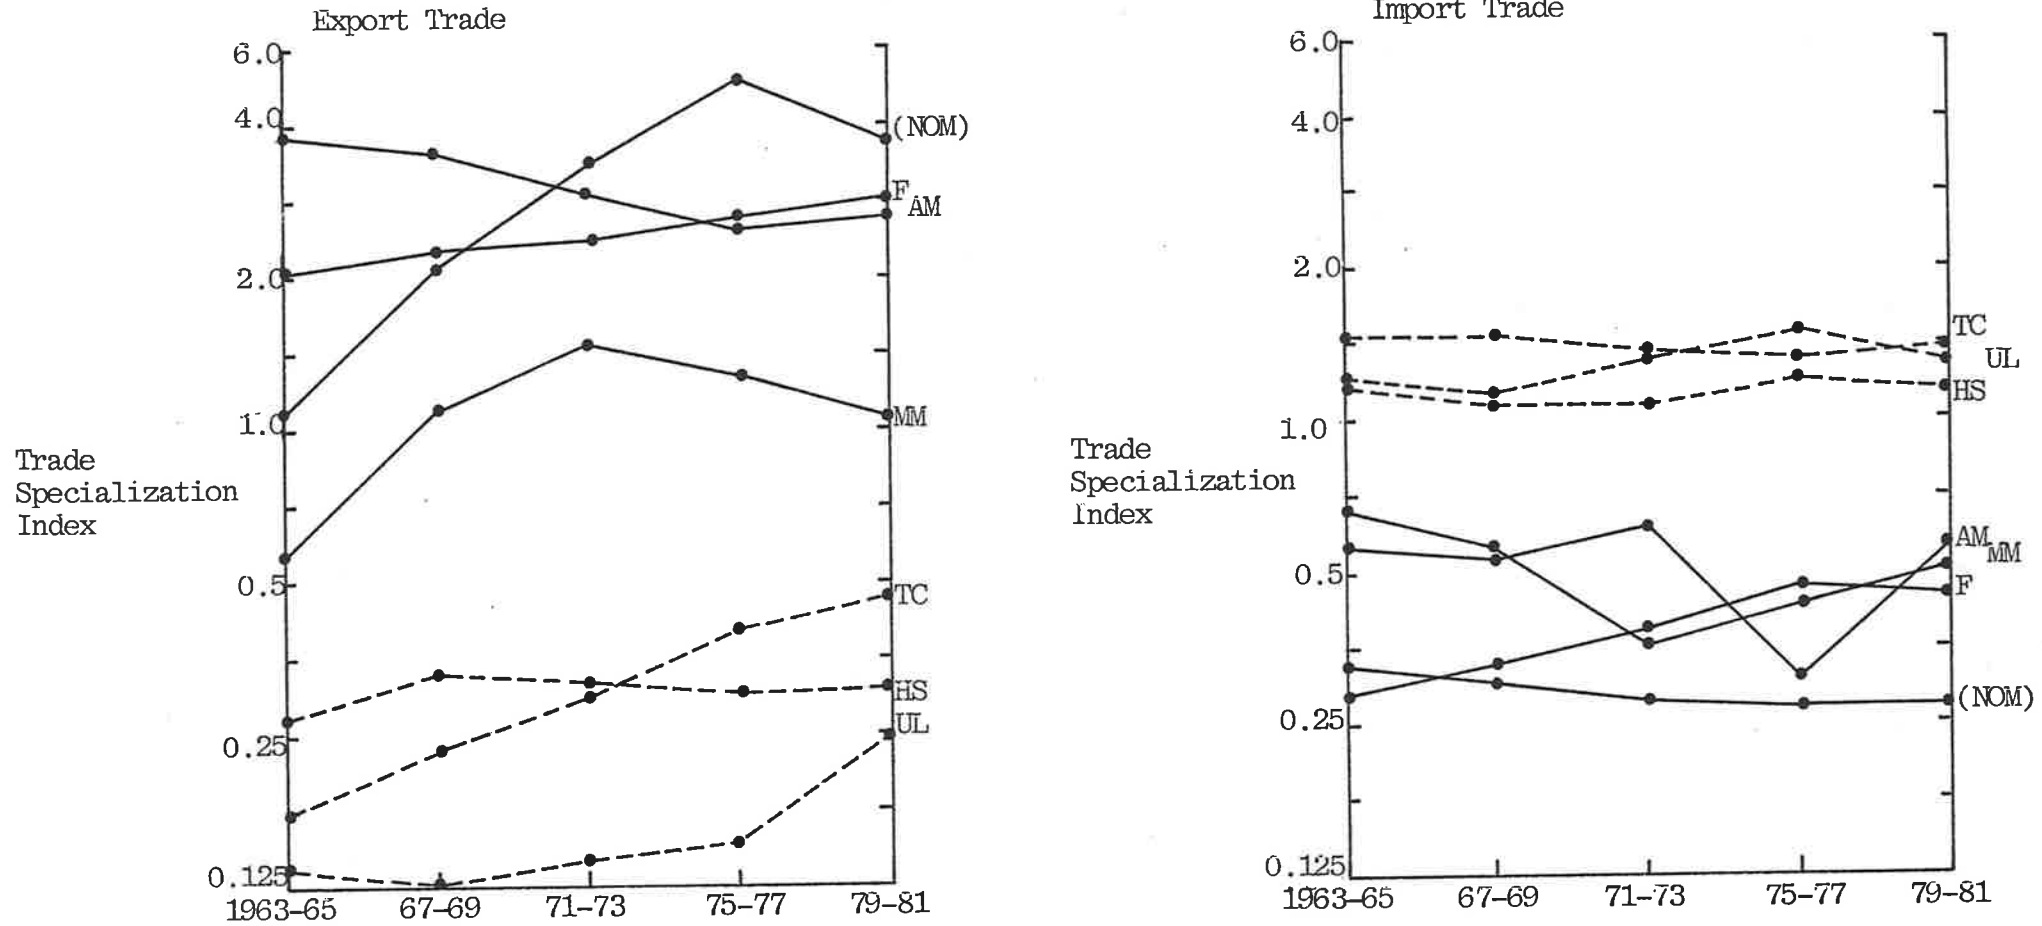 Export Trade
6.0
4.0
2.0
1.0
0.5
0.25
0.125
Trade
Specialization
Index
(NOM)
F
AM
MM
TC
HS
UL
1963-65 67-69 71-73 75-77 79-81
Import Trade
6.0
4.0
2.0
1.0
0.5
0.25
0.125
Trade
Specialization
Index
TC
UL
HS
AM
MM
F
(NOM)
1963-65 67-69 71-73 75-77 79-81